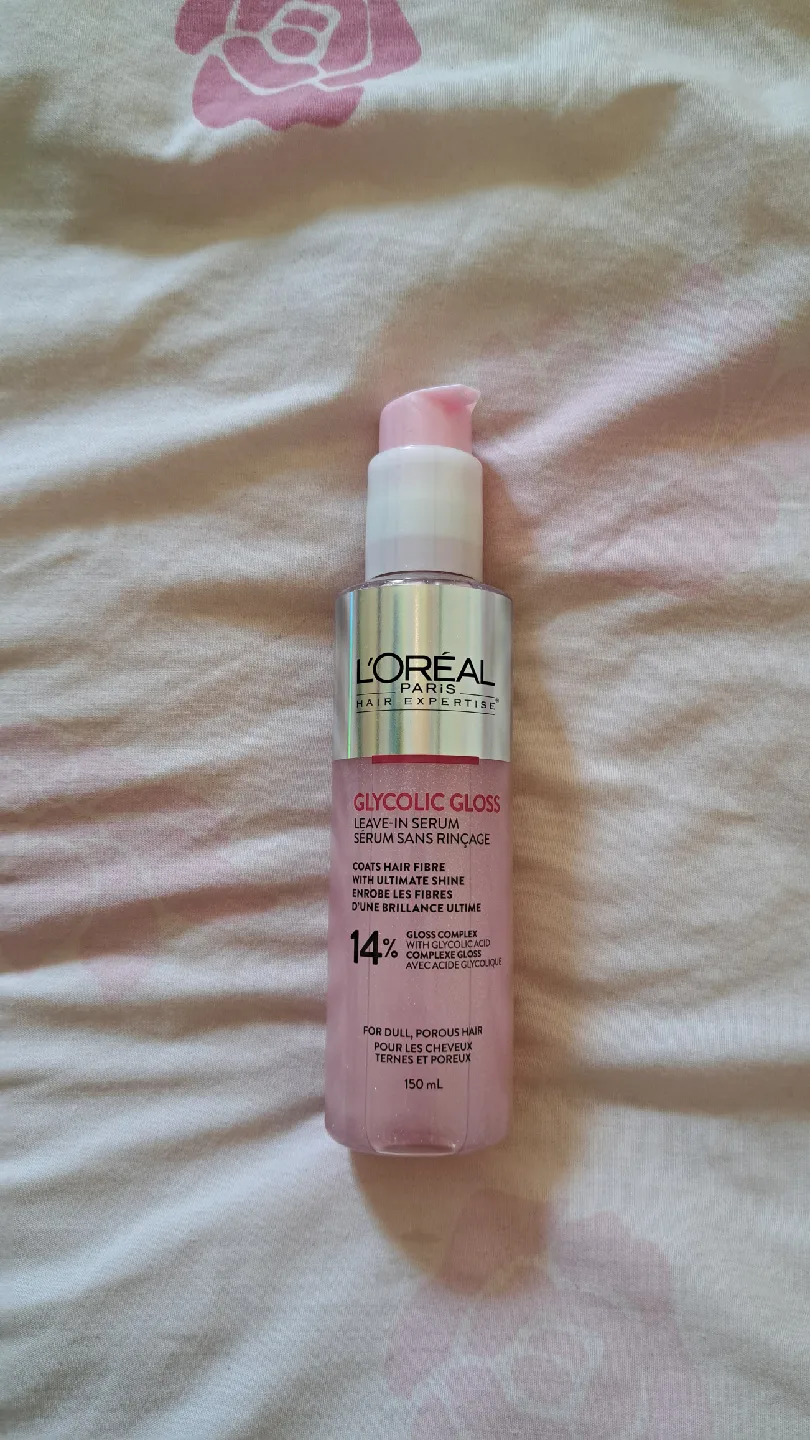 L'ORÉAL
PARIS
HAIR EXPERTISE
GLYCOLIC GLOSS
LEAVE-IN SERUM
SÉRUM SANS RINÇAGE
COATS HAIR FIBRE
WITH ULTIMATE SHINE
ENROBE LES FIBRES
D'UNE BRILLANCE ULTIME
14%
GLOSS COMPLEX
WITH GLYCOLIC ACID
COMPLEXE GLOSS
AVEC ACIDE GLYCOLIQUE
FOR DULL, POROUS HAIR
POUR LES CHEVEUX
TERNES ET POREUX
150 mL